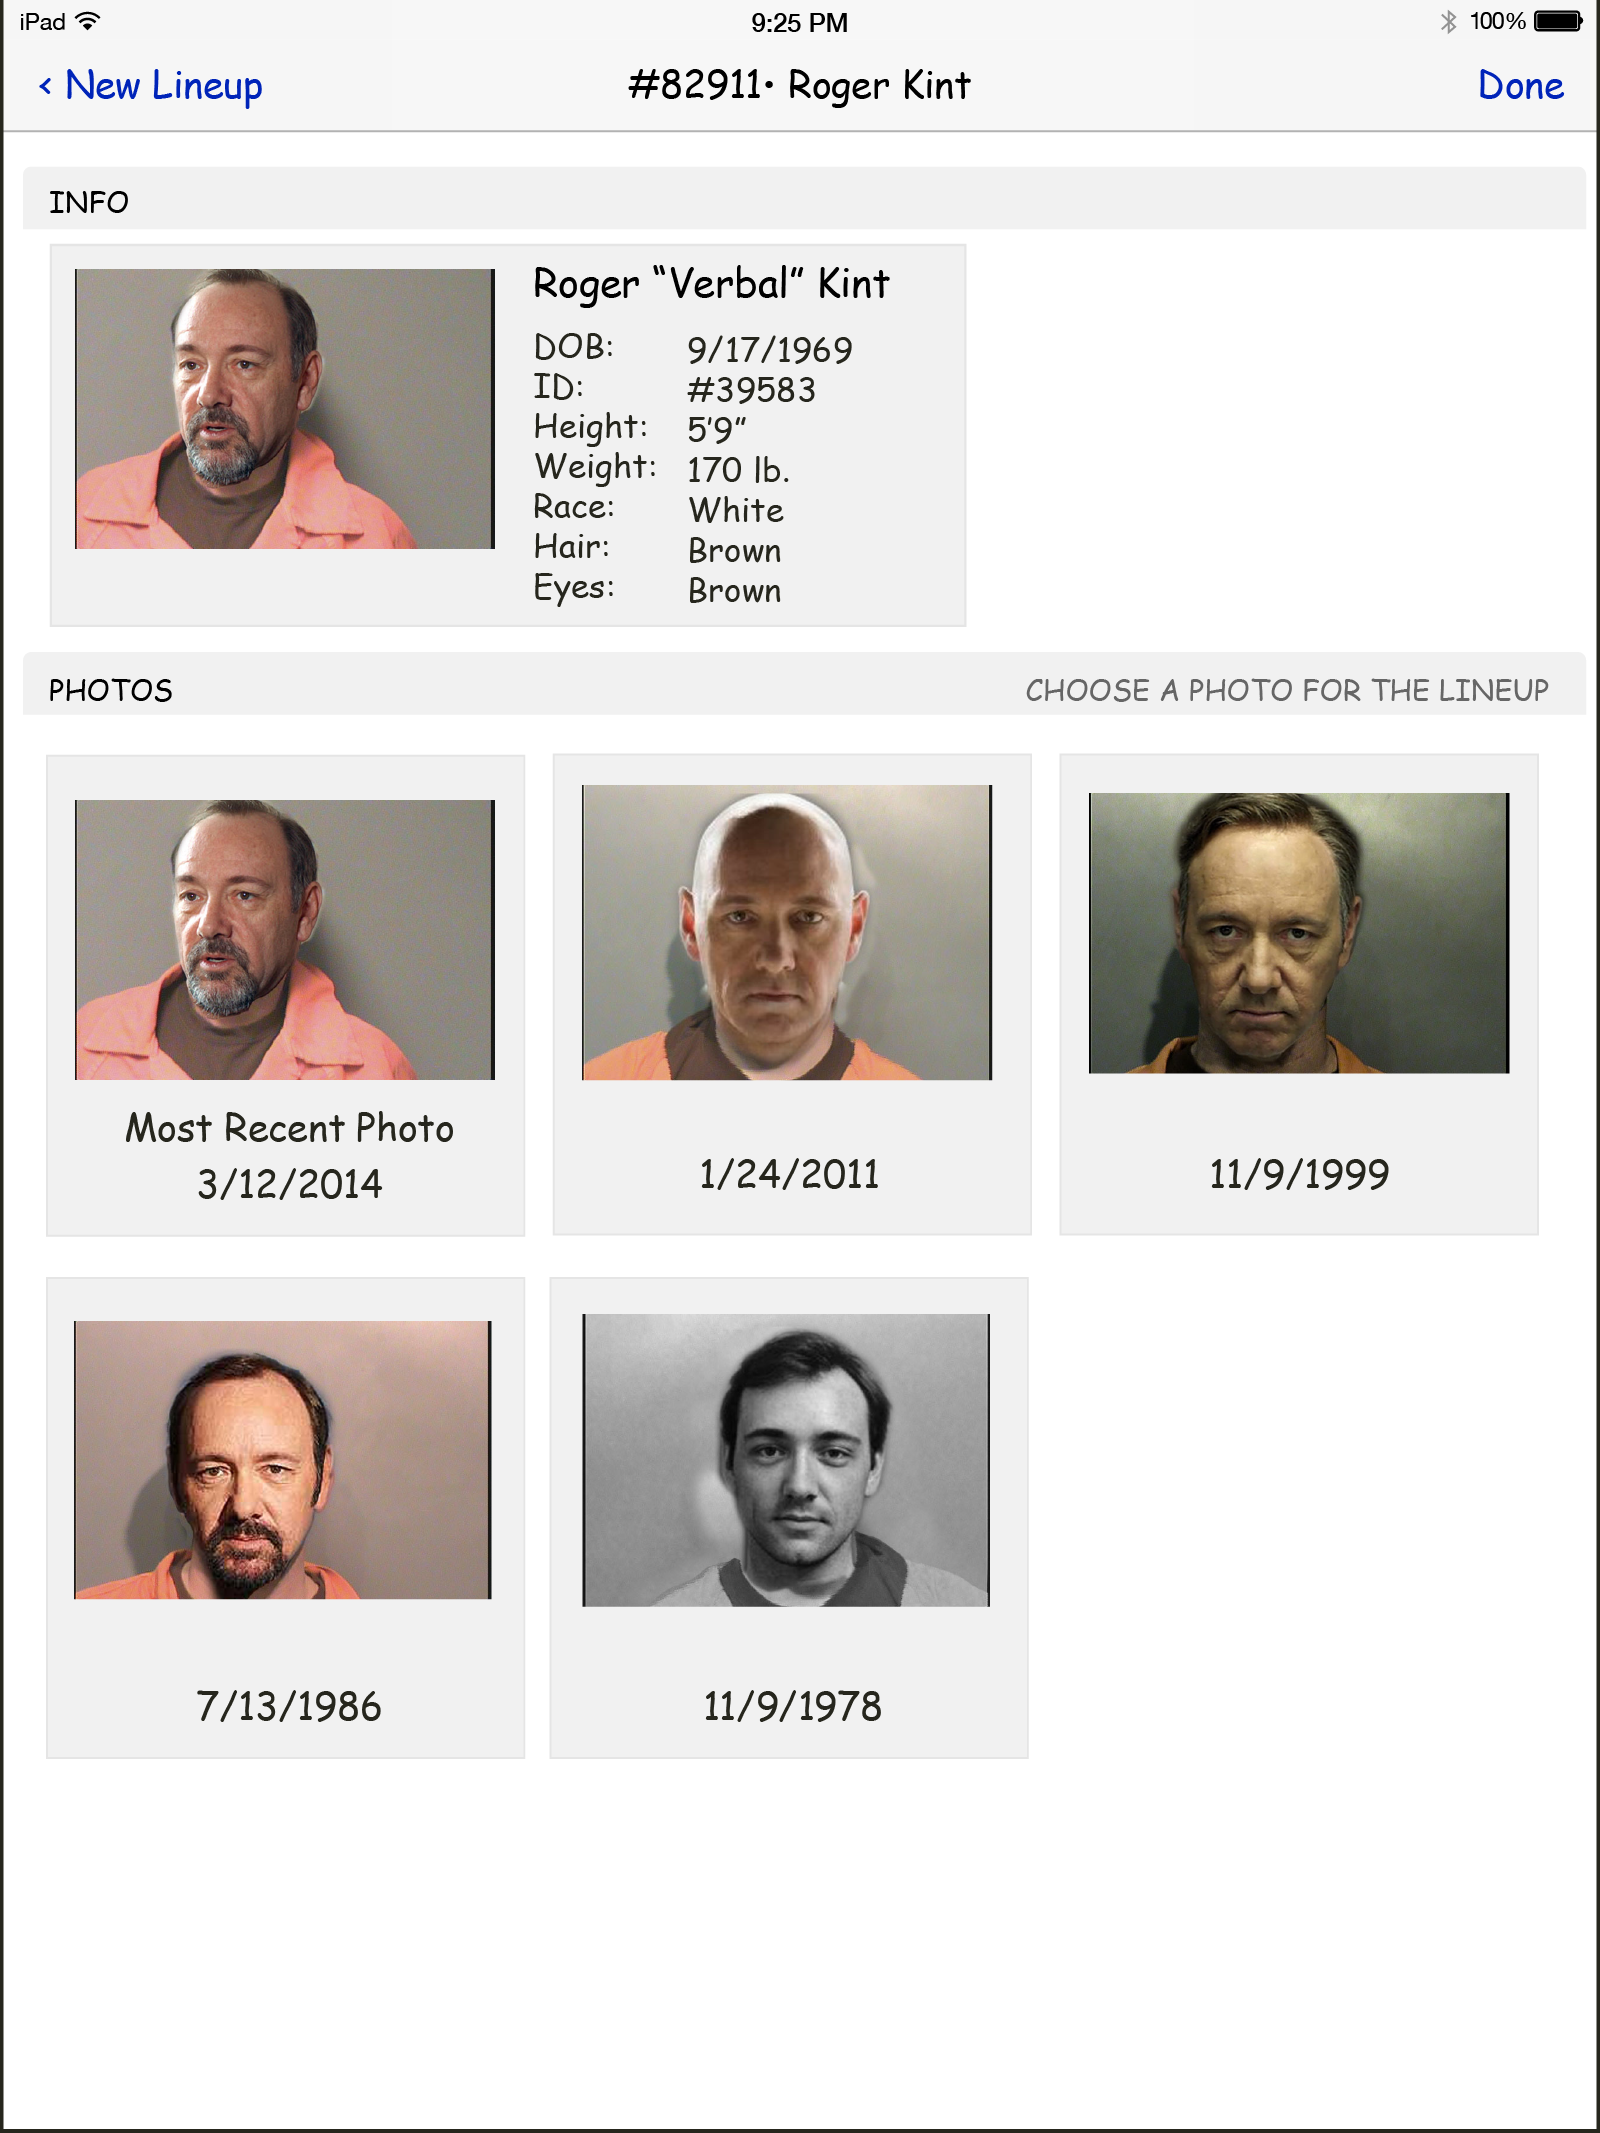 iPad 9:25 PM 100%
‹ New Lineup #82911• Roger Kint Done
INFO
Roger “Verbal” Kint
DOB: 9/17/1969
ID: #39583
Height: 5’9”
Weight: 170 lb.
Race: White
Hair: Brown
Eyes: Brown
PHOTOS CHOOSE A PHOTO FOR THE LINEUP
Most Recent Photo
3/12/2014
1/24/2011
11/9/1999
7/13/1986
11/9/1978